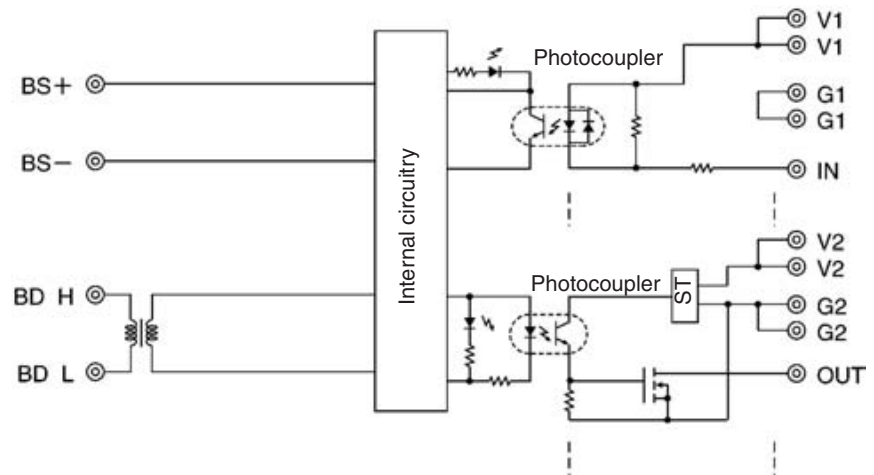 V1
Photocoupler
V1
BS+
G1
G1
BS−
IN
Internal circuitry
V2
Photocoupler
V2
ST
BD H
G2
G2
BD L
OUT